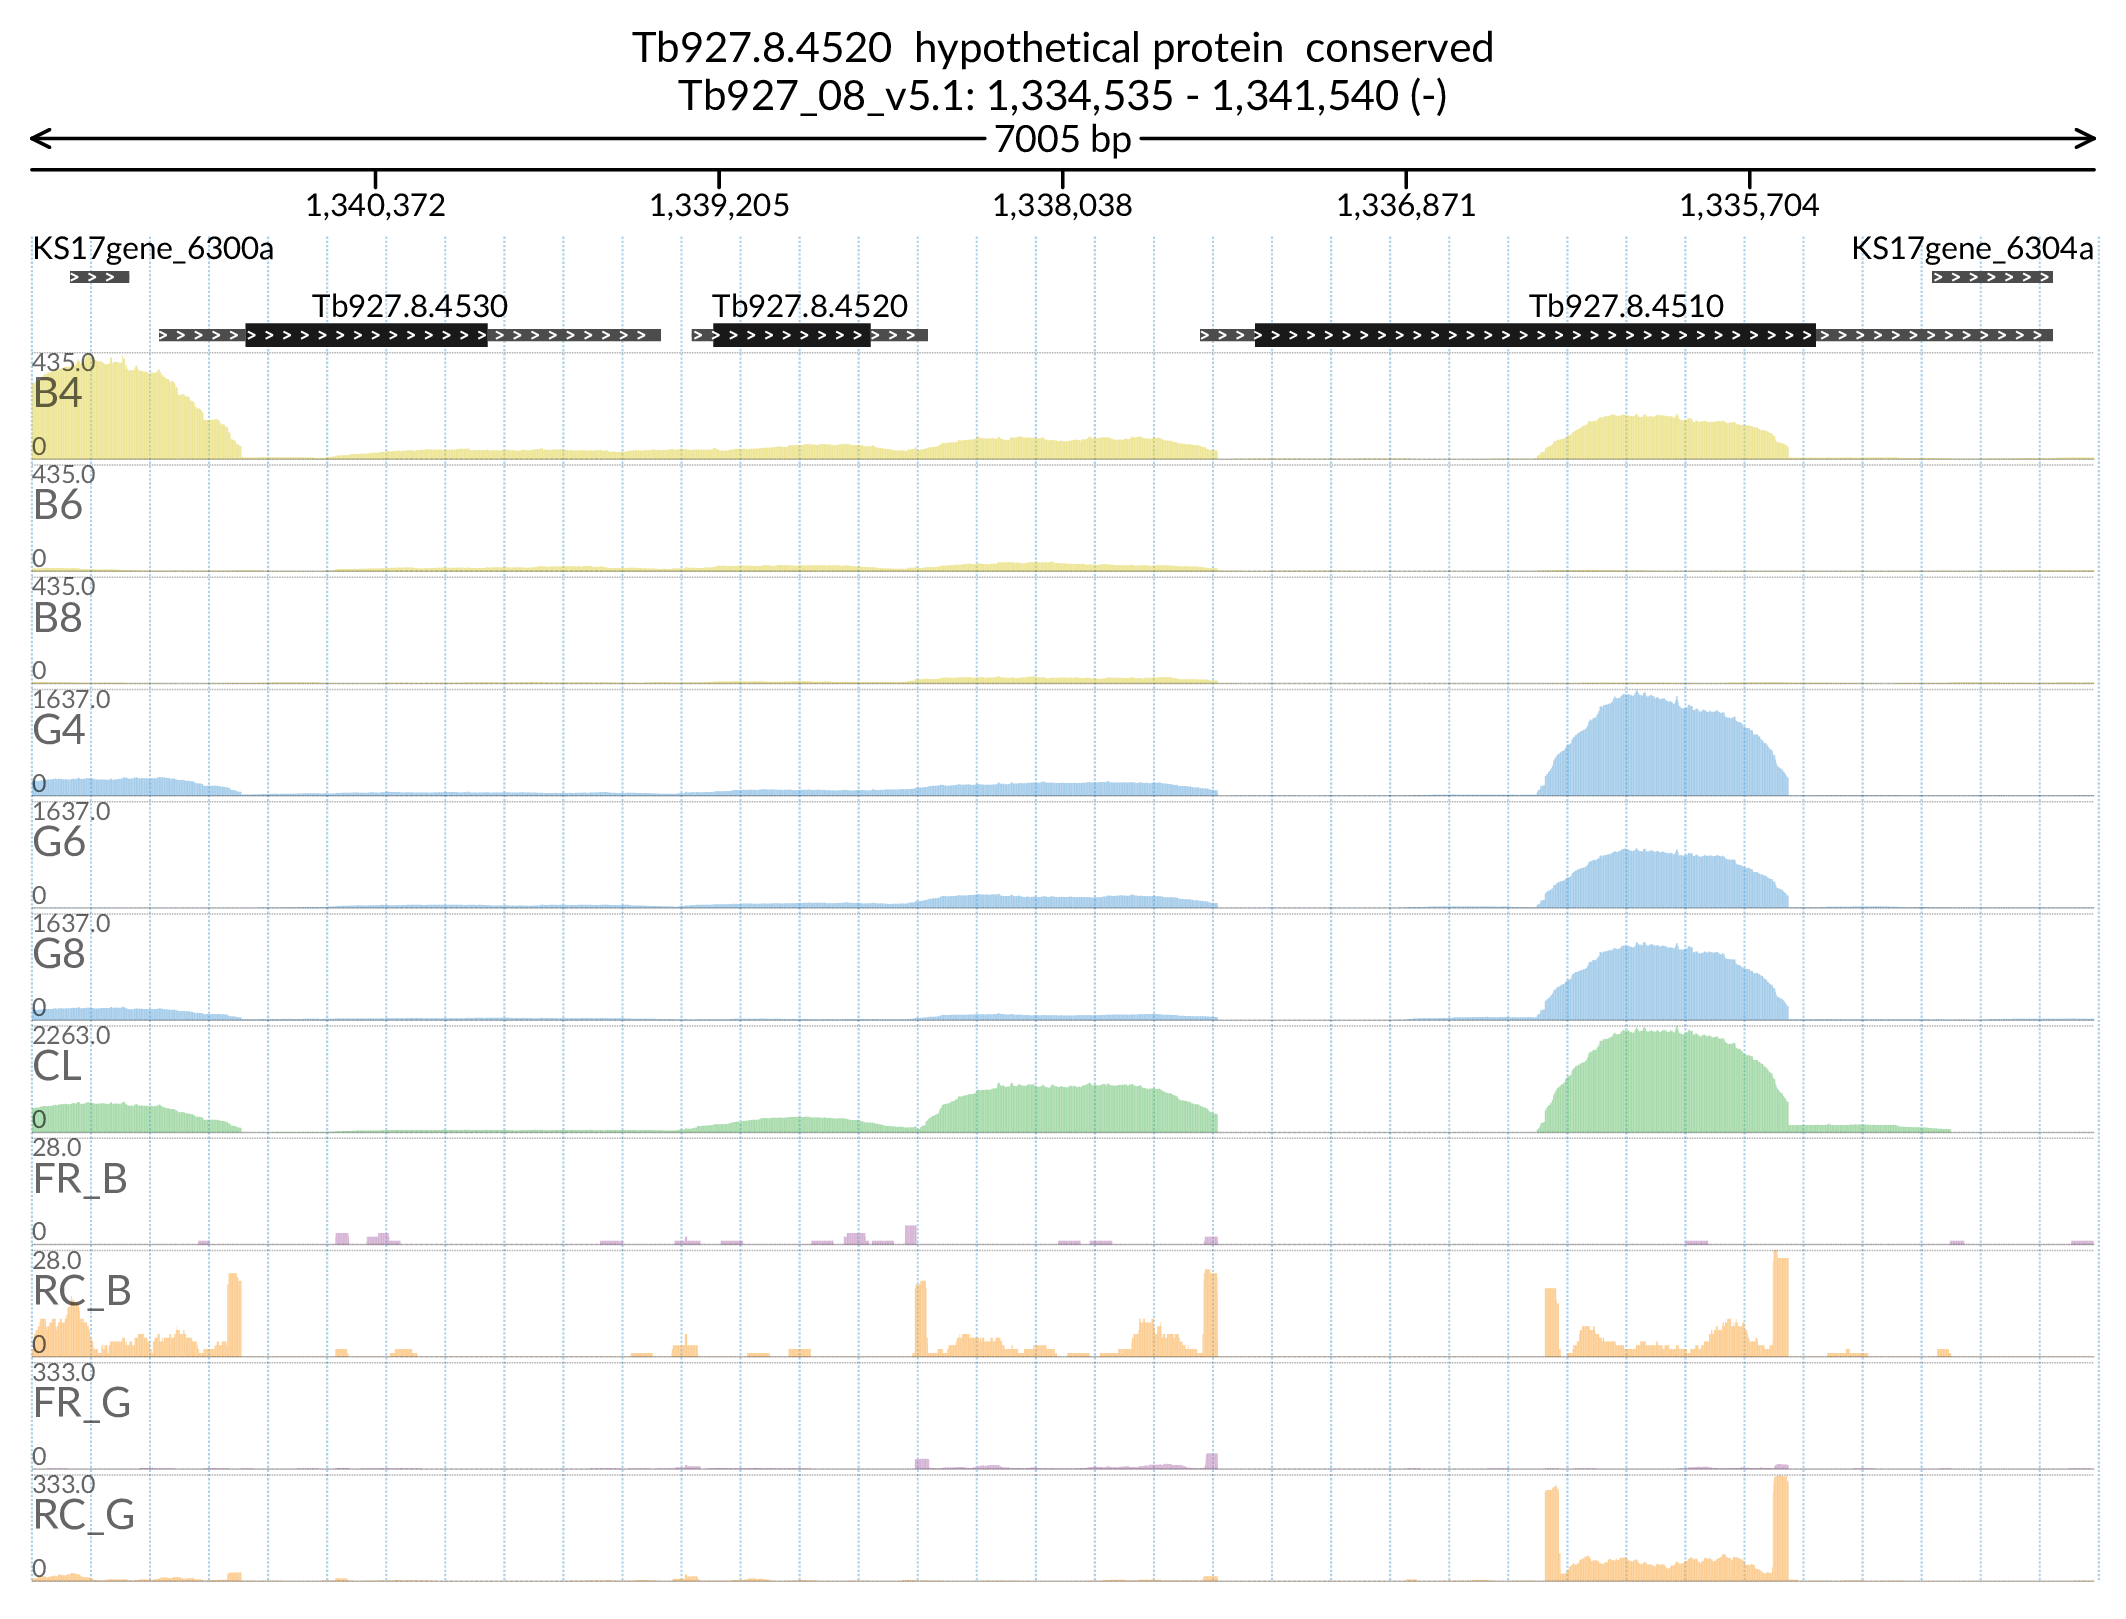 Tb927.8.4520  hypothetical protein  conserved
Tb927_08_v5.1: 1,334,535 - 1,341,540 (-)
7005 bp
1,340,372 1,339,205 1,338,038 1,336,871 1,335,704
KS17gene_6300a KS17gene_6304a
Tb927.8.4530 Tb927.8.4520 Tb927.8.4510
435.0
B4
0
435.0
B6
0
435.0
B8
0
1637.0
G4
0
1637.0
G6
0
1637.0
G8
0
2263.0
CL
0
28.0
FR_B
0
28.0
RC_B
0
333.0
FR_G
0
333.0
RC_G
0